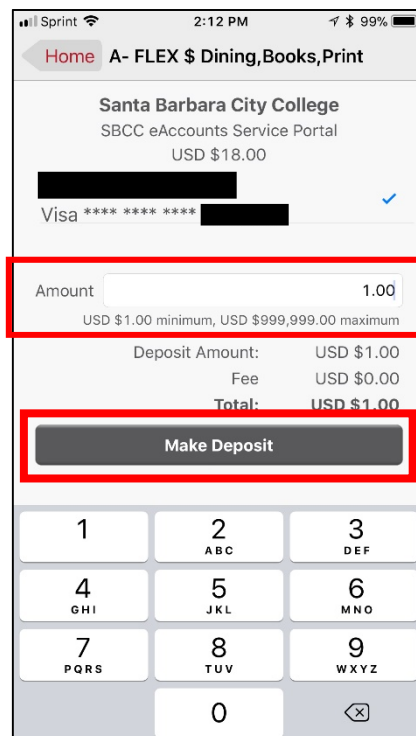 Sprint 2:12 PM 99%
Home A- FLEX $ Dining,Books,Print
Santa Barbara City College
SBCC eAccounts Service Portal
USD $18.00
Visa **** **** ****
Amount 1.00
USD $1.00 minimum, USD $999,999.00 maximum
Deposit Amount: USD $1.00
Fee USD $0.00
Total: USD $1.00
Make Deposit
1 2 3
ABC DEF
4 5 6
GHI JKL MNO
7 8 9
PQRS TUV WXYZ
0